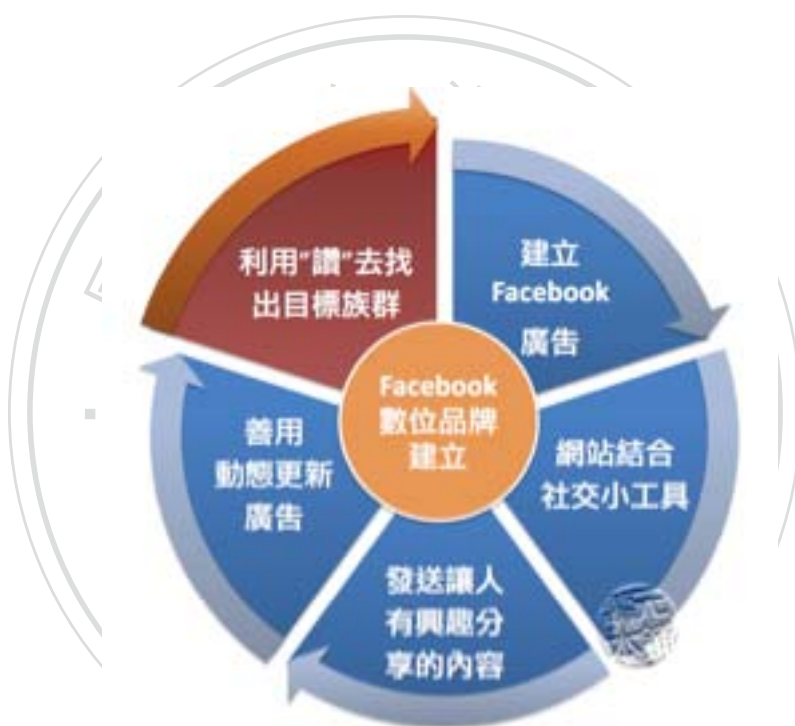 利用"讚"去找
出目標族群
建立
Facebook
廣告
網站結合
社交小工具
發送讓人
有興趣分
享的內容
善用
動態更新
廣告
Facebook
數位品牌
建立